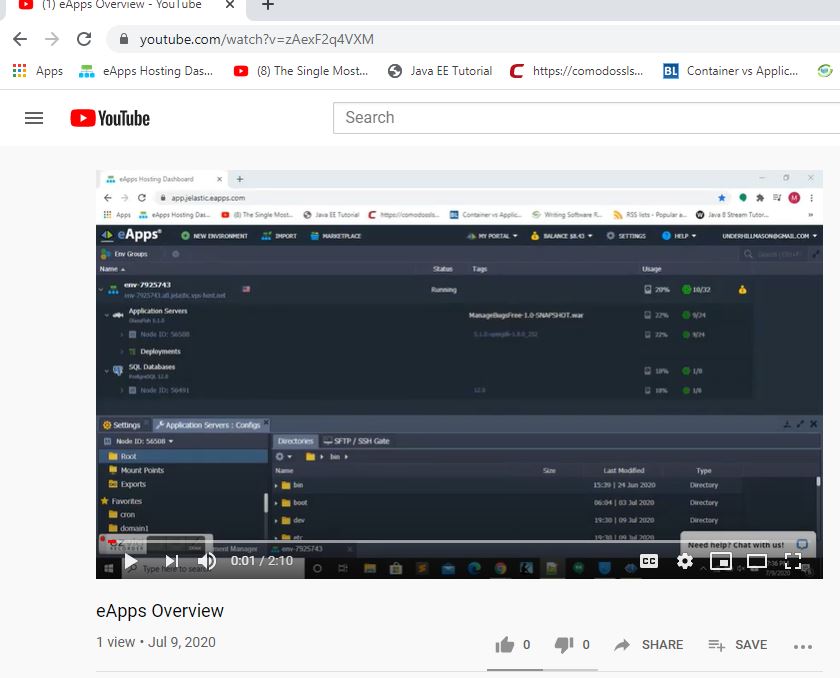 (1) eApps Overview - YouTube
youtube.com/watch?v=zAexF2q4VXM
Apps eApps Hosting Das... (8) The Single Most... Java EE Tutorial https://comodossls... Container vs Applic...
YouTube
Search
eApps Hosting Dashboard
app.jelastic.eapps.com
Apps eApps Hosting Das... (8) The Single Most... Java EE Tutorial https://comodossls... Container vs Applic... Writing Software R... RSS lists - Popular a... Java 8 Stream Tutor...
eApps NEW ENVIRONMENT IMPORT MARKETPLACE MY PORTAL BALANCE $8.43 SETTINGS HELP UNDERHILLMASON@GMAIL.COM
Env Groups
Name Status Tags Usage
env-7925743 Running 20% 10/32
env-7925743.atl.jelastic.vps-host.net
Application Servers ManageBugsFree-1.0-SNAPSHOT.war 22% 9/24
GlassFish 5.1.0
Node ID: 56508 22% 9/24
Deployments
SQL Databases 18% 1/8
PostgreSQL 12.0
Node ID: 56491 12.0 18% 1/8
Settings Application Servers : Configs
Node ID: 56508 Directories SFTP / SSH Gate
Root bin
Mount Points Name Size Last Modified Type
Exports bin 15:39 | 24 Jun 2020 Directory
Favorites boot 06:04 | 03 Jul 2020 Directory
cron dev 19:30 | 09 Jul 2020 Directory
domain1 etc 19:30 | 09 Jul 2020 Directory
RECORDER ment Manager env-7925743 Need help? Chat with us!
0:01 / 2:10 CC
Type here to search
7/9/2020
eApps Overview
1 view • Jul 9, 2020
0 0 SHARE SAVE